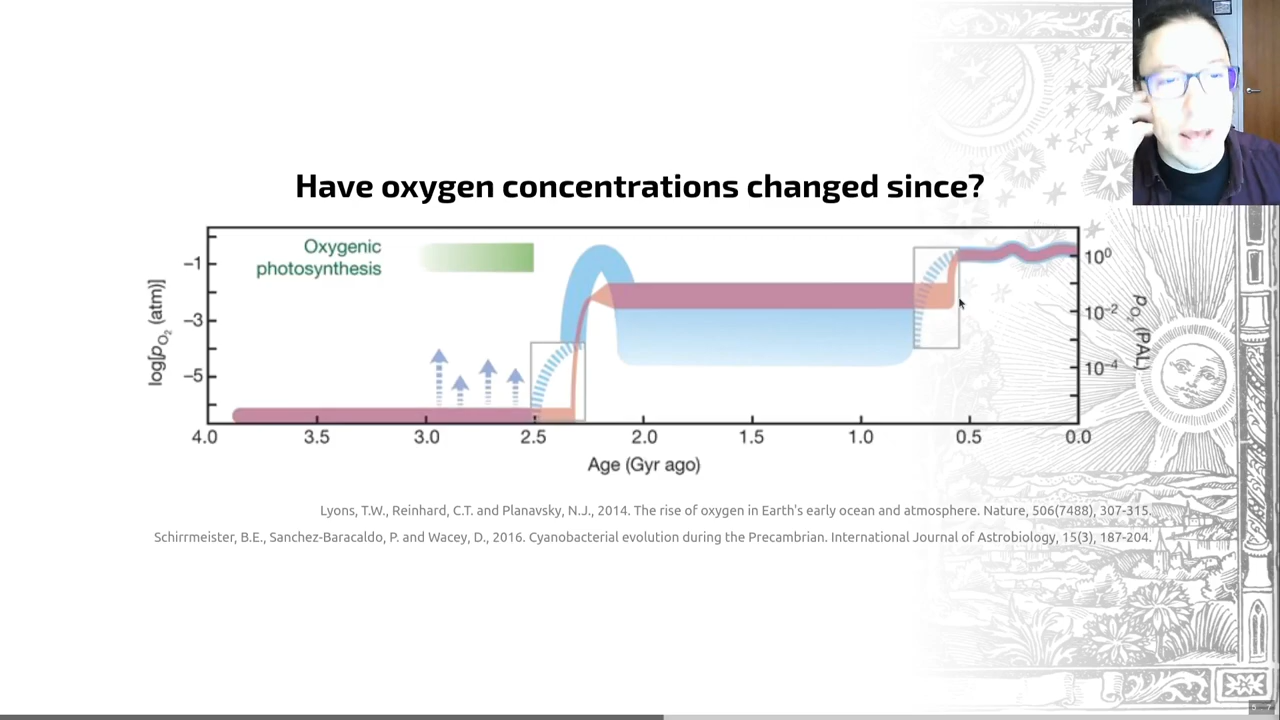 Have oxygen concentrations changed since?
Oxygenic
photosynthesis
log[pO2 (atm)]
−1
−3
−5
10^0
10^-2
10^-4
pO2 (PAL)
4.0 3.5 3.0 2.5 2.0 1.5 1.0 0.5 0.0
Age (Gyr ago)
Lyons, T.W., Reinhard, C.T. and Planavsky, N.J., 2014. The rise of oxygen in Earth's early ocean and atmosphere. Nature, 506(7488), 307-315.
Schirrmeister, B.E., Sanchez-Baracaldo, P. and Wacey, D., 2016. Cyanobacterial evolution during the Precambrian. International Journal of Astrobiology, 15(3), 187-204.